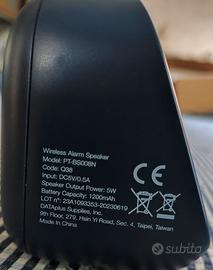 Wireless Alarm Speaker
PT-BS008N
Code: Q38
Input: DC5V/0.5A
Speaker Output Power: 5W
Battery Capacity: 1200mAh
LOT n°: 23A1093353-20230619
DATAplus Supplies, Inc.
9th Floor, 279, Hsin Yi Road, Sec. 4, Taipei, Taiwan
Made In China
CE
subito